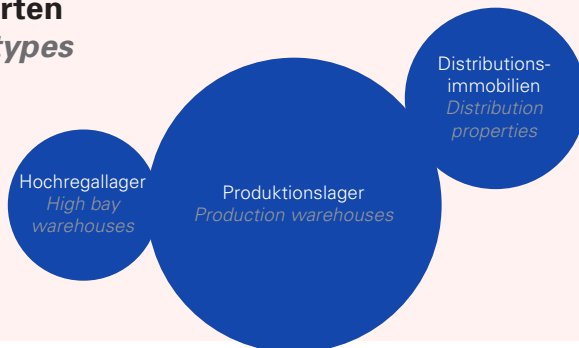 rten
types
Distributions-
immobilien
Distribution
properties
Hochregallager
High bay
warehouses
Produktionslager
Production warehouses